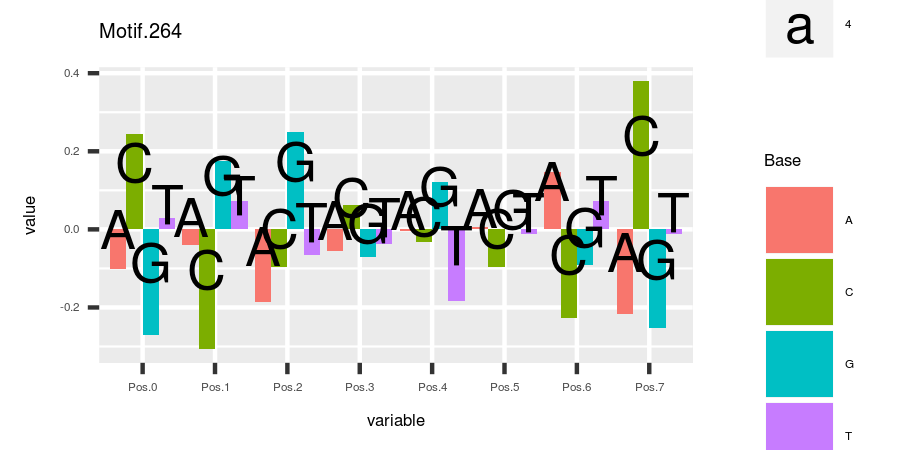 Motif.264
a 4
0.4
0.2
0.0
-0.2
value
A C G T A C G T A C G T A C G T A C G T A C G T A C G T A C G T
Pos.0 Pos.1 Pos.2 Pos.3 Pos.4 Pos.5 Pos.6 Pos.7
variable
Base
A
C
G
T